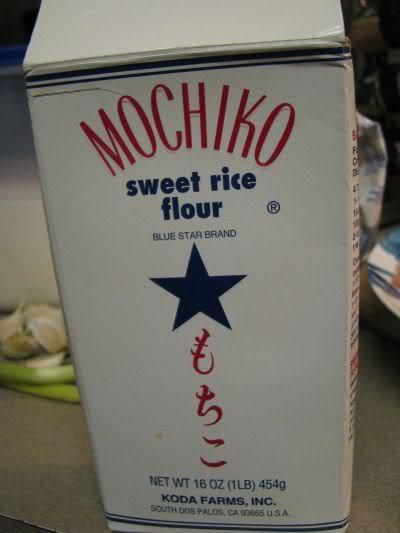 MOCHIKO
sweet rice
flour ®
BLUE STAR BRAND
もちこ
NET WT 16 OZ (1LB) 454g
KODA FARMS, INC.
SOUTH DOS PALOS, CA 93665 U.S.A.